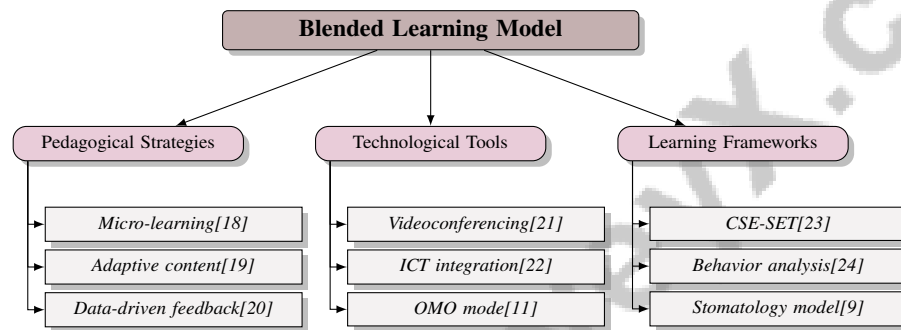 Blended Learning Model
Pedagogical Strategies
Micro-learning[18]
Adaptive content[19]
Data-driven feedback[20]
Technological Tools
Videoconferencing[21]
ICT integration[22]
OMO mode[11]
Learning Frameworks
CSE-SET[23]
Behavior analysis[24]
Stomatology model[9]